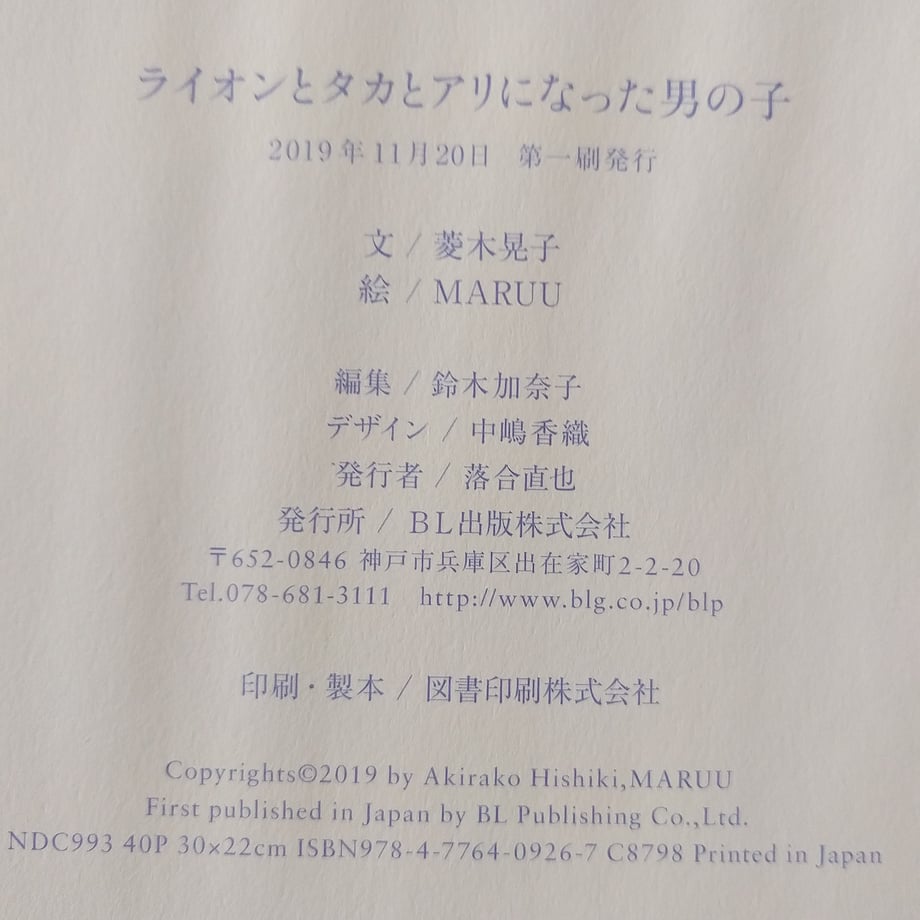 ライオンとタカとアリになった男の子
2019年11月20日　第一刷発行
文 / 菱木晃子
絵 / MARUU
編集 / 鈴木加奈子
デザイン / 中嶋香織
発行者 / 落合直也
発行所 / BL出版株式会社
〒652-0846 神戸市兵庫区出在家町2-2-20
Tel.078-681-3111　http://www.blg.co.jp/blp
印刷・製本 / 図書印刷株式会社
Copyrights©2019 by Akirako Hishiki,MARUU
First published in Japan by BL Publishing Co.,Ltd.
NDC993 40P 30×22cm ISBN978-4-7764-0926-7 C8798 Printed in Japan